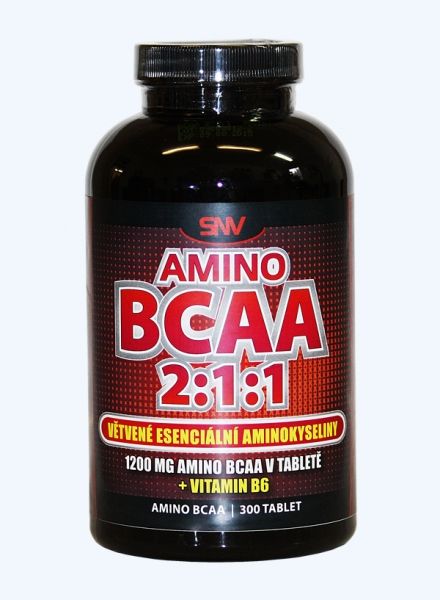 SNV
AMINO
BCAA
2:1:1
VĚTVENÉ ESENCIÁLNÍ AMINOKYSELINY
1200 MG AMINO BCAA V TABLETĚ
+ VITAMIN B6
AMINO BCAA | 300 TABLET